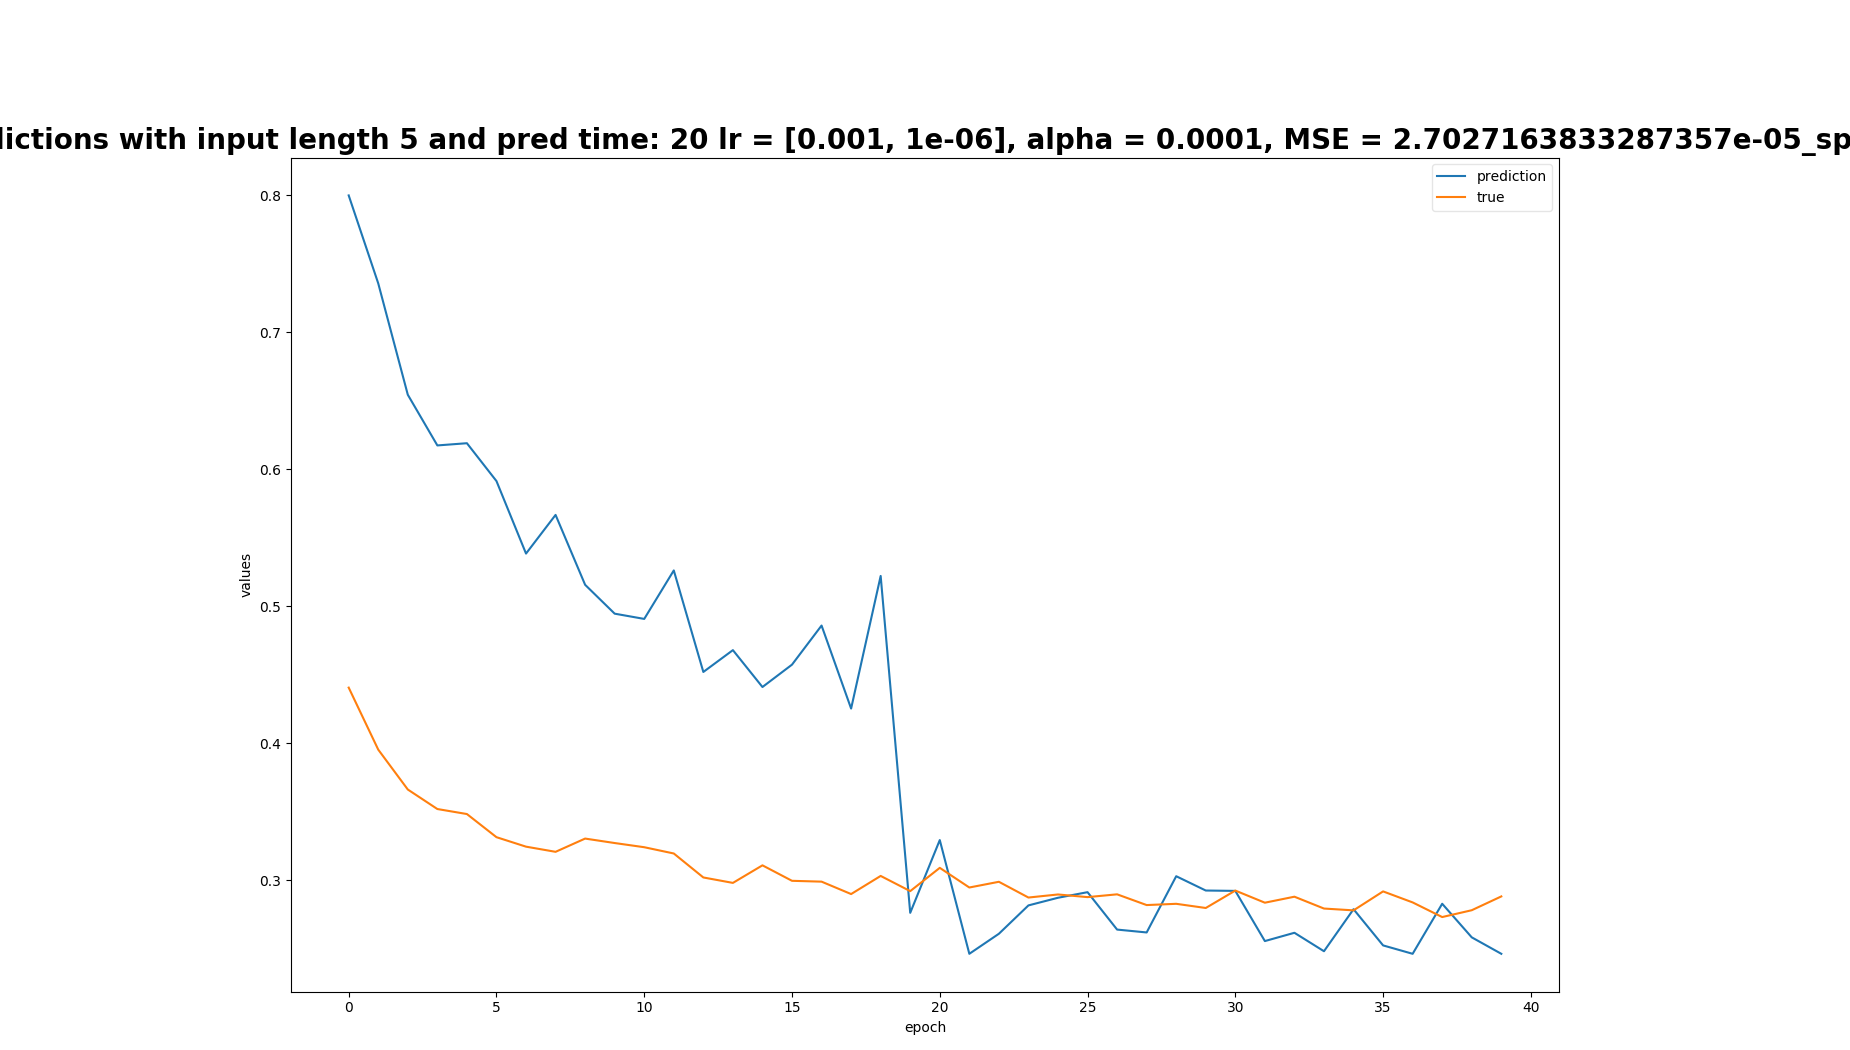 dictions with input length 5 and pred time: 20 lr = [0.001, 1e-06], alpha = 0.0001, MSE = 2.7027163833287357e-05_sp
prediction
true
0.8
0.7
0.6
0.5
0.4
0.3
values
0 5 10 15 20 25 30 35 40
epoch